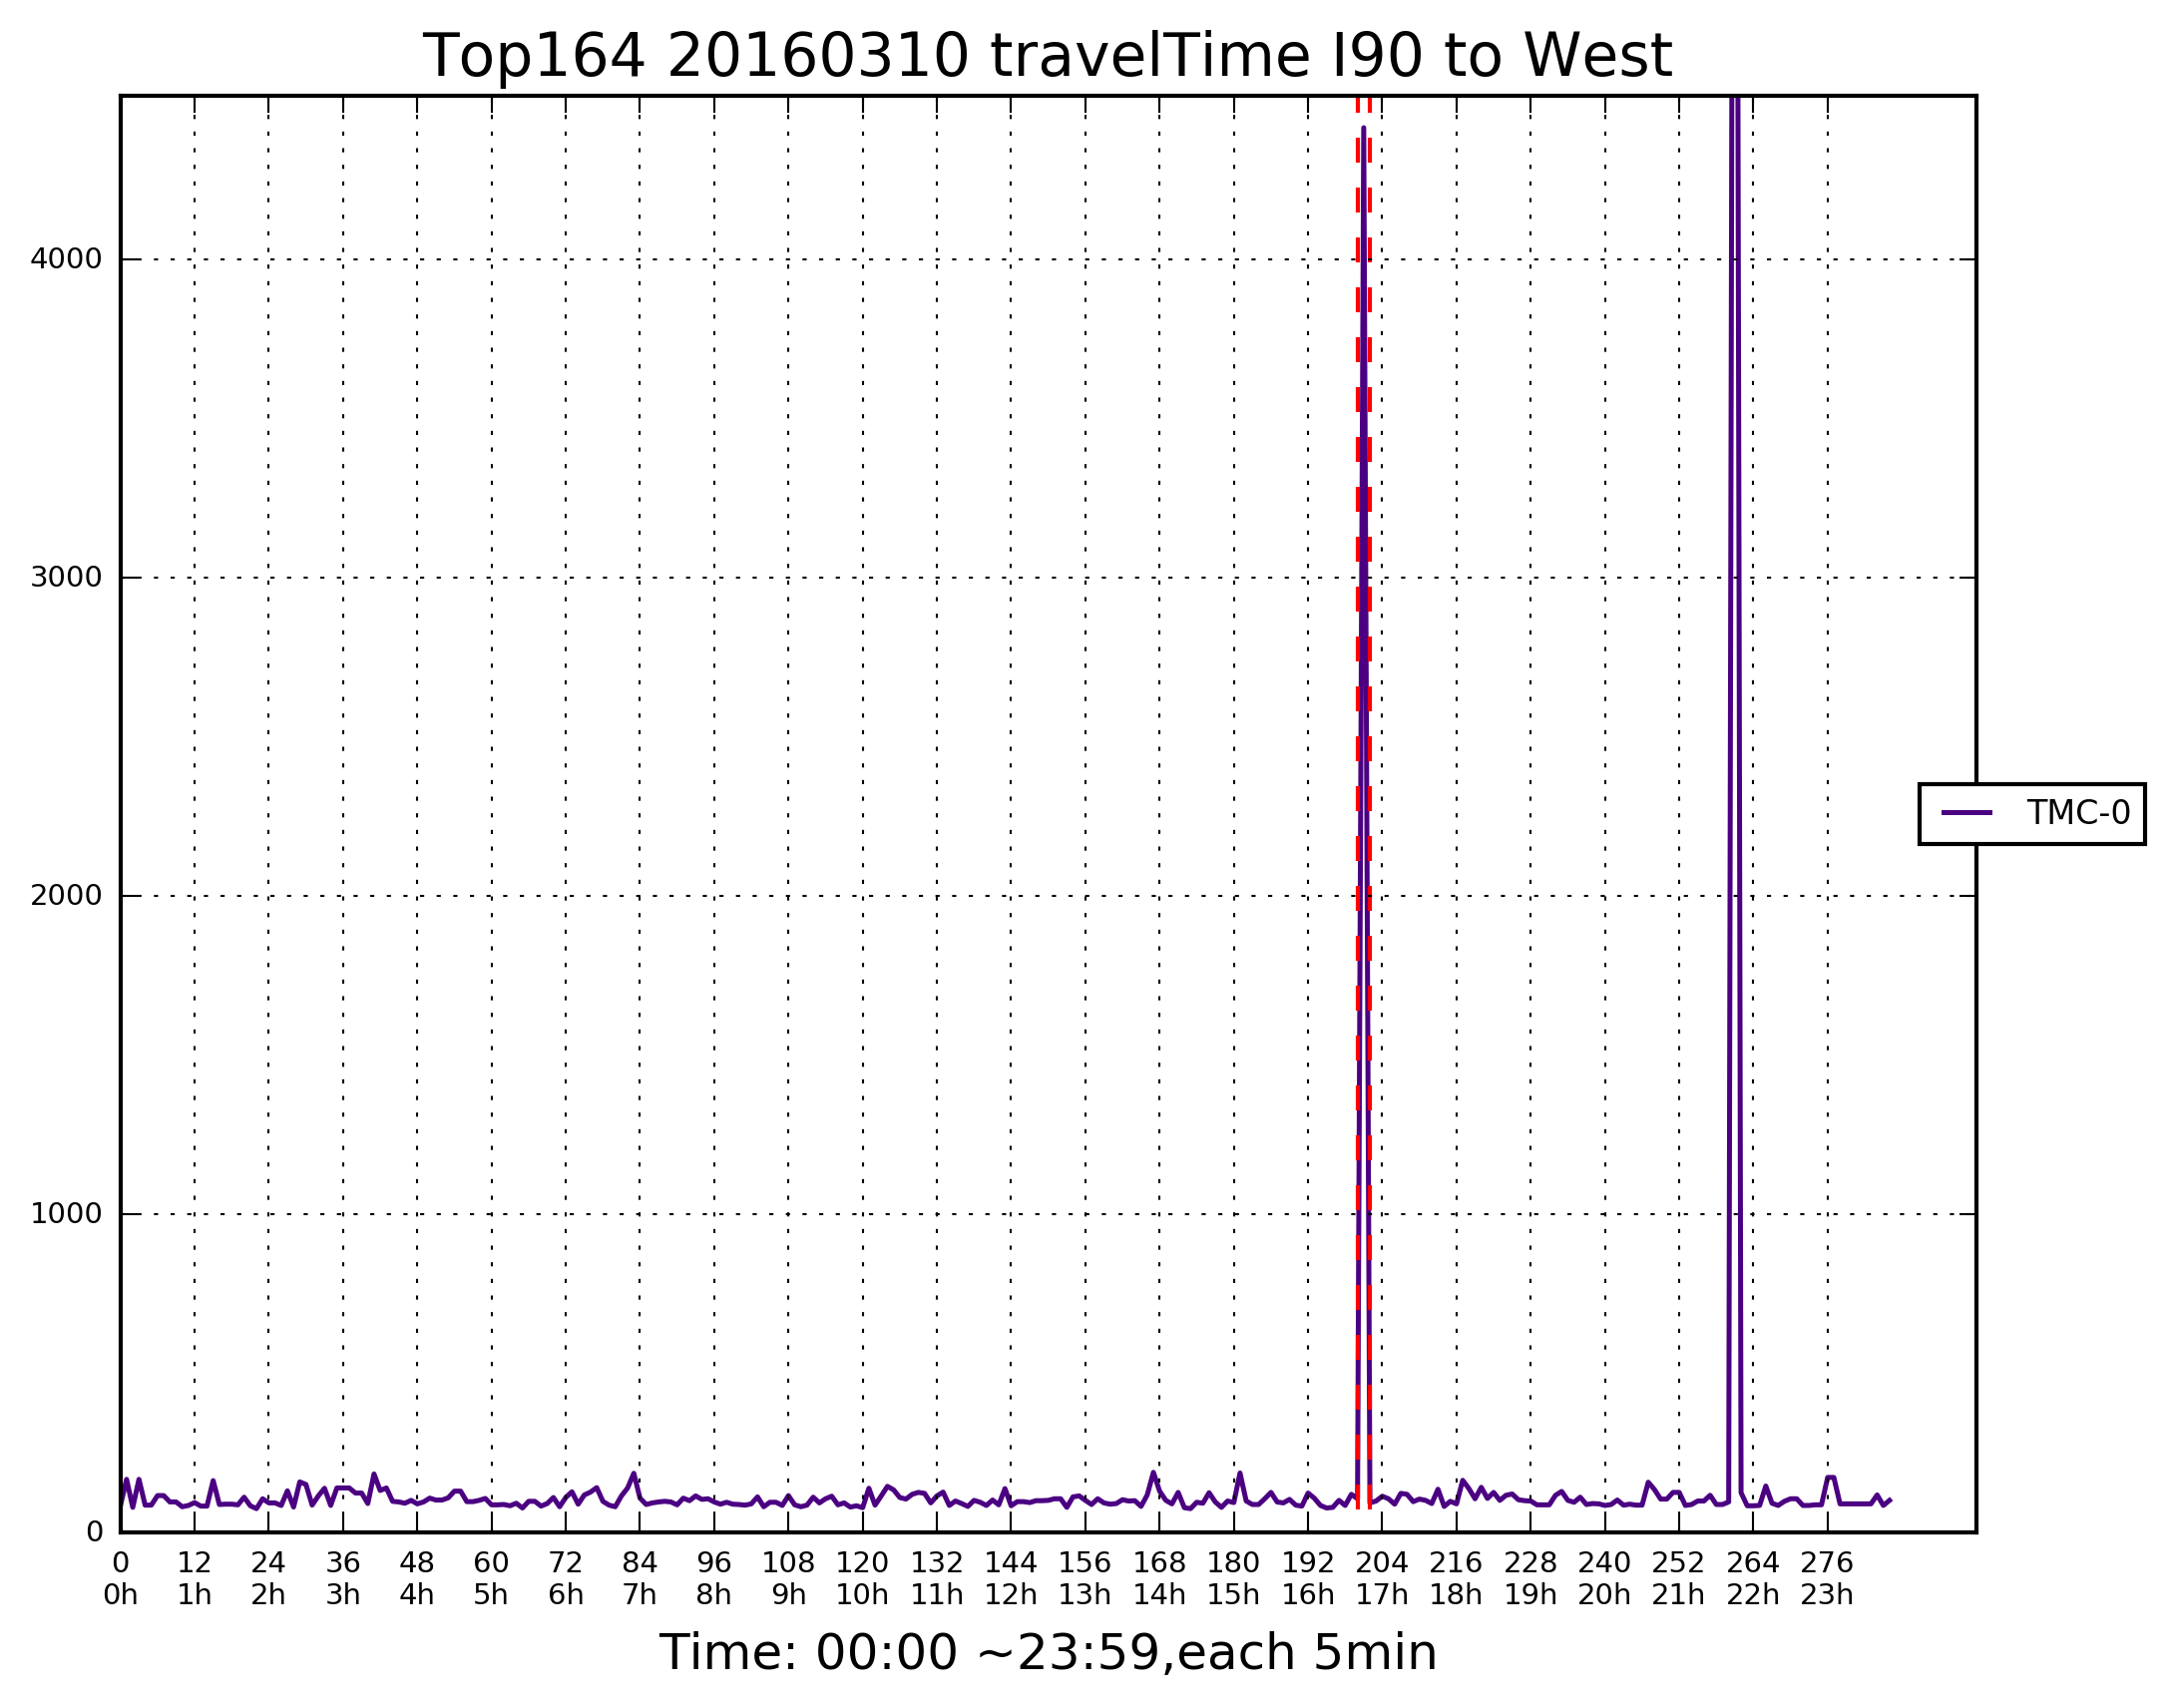 Top164 20160310 travelTime I90 to West
4000
3000
2000
1000
0
TMC-0
0 12 24 36 48 60 72 84 96 108 120 132 144 156 168 180 192 204 216 228 240 252 264 276
0h 1h 2h 3h 4h 5h 6h 7h 8h 9h 10h 11h 12h 13h 14h 15h 16h 17h 18h 19h 20h 21h 22h 23h
Time: 00:00 ~23:59,each 5min